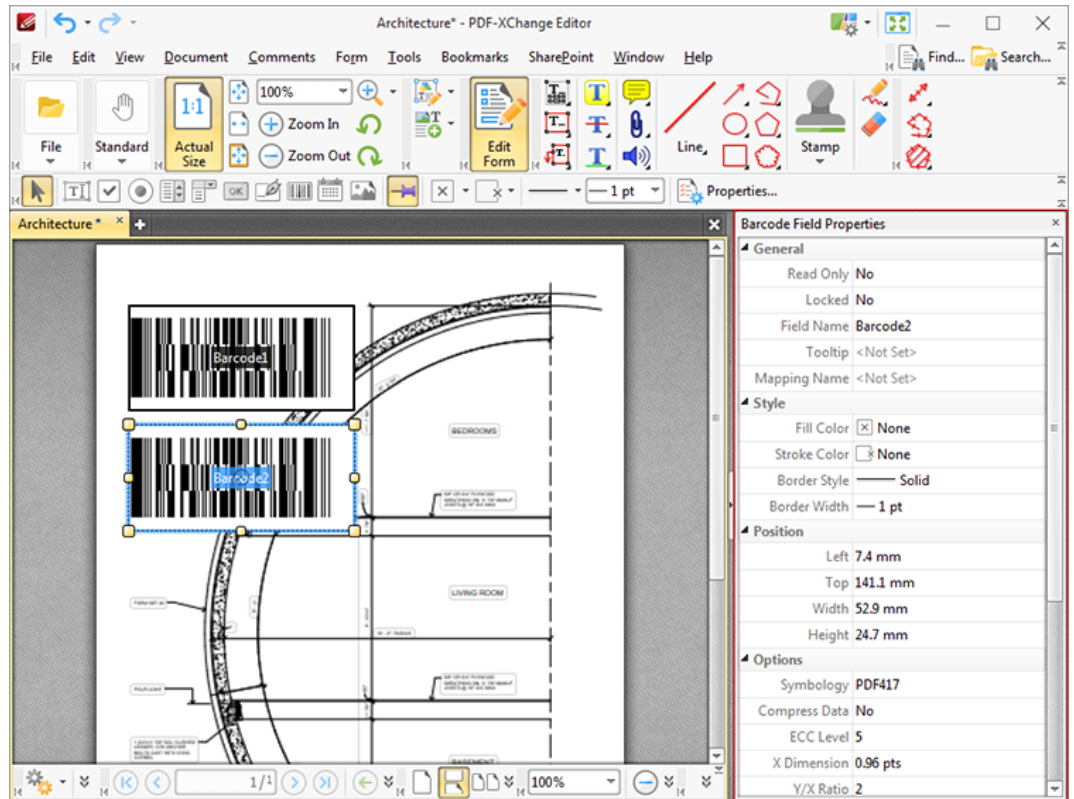 Architecture* - PDF-XChange Editor
File Edit View Document Comments Form Tools Bookmarks SharePoint Window Help
Find... Search...
File
Standard
1:1
Actual Size
100%
Zoom In
Zoom Out
Edit Form
Line
Stamp
OK
1 pt
Properties...
Architecture *
Barcode1
Barcode2
BEDROOMS
LIVING ROOM
BASEMENT
Barcode Field Properties
General
Read Only No
Locked No
Field Name Barcode2
Tooltip <Not Set>
Mapping Name <Not Set>
Style
Fill Color None
Stroke Color None
Border Style Solid
Border Width 1 pt
Position
Left 7.4 mm
Top 141.1 mm
Width 52.9 mm
Height 24.7 mm
Options
Symbology PDF417
Compress Data No
ECC Level 5
X Dimension 0.96 pts
Y/X Ratio 2
1/1
100%